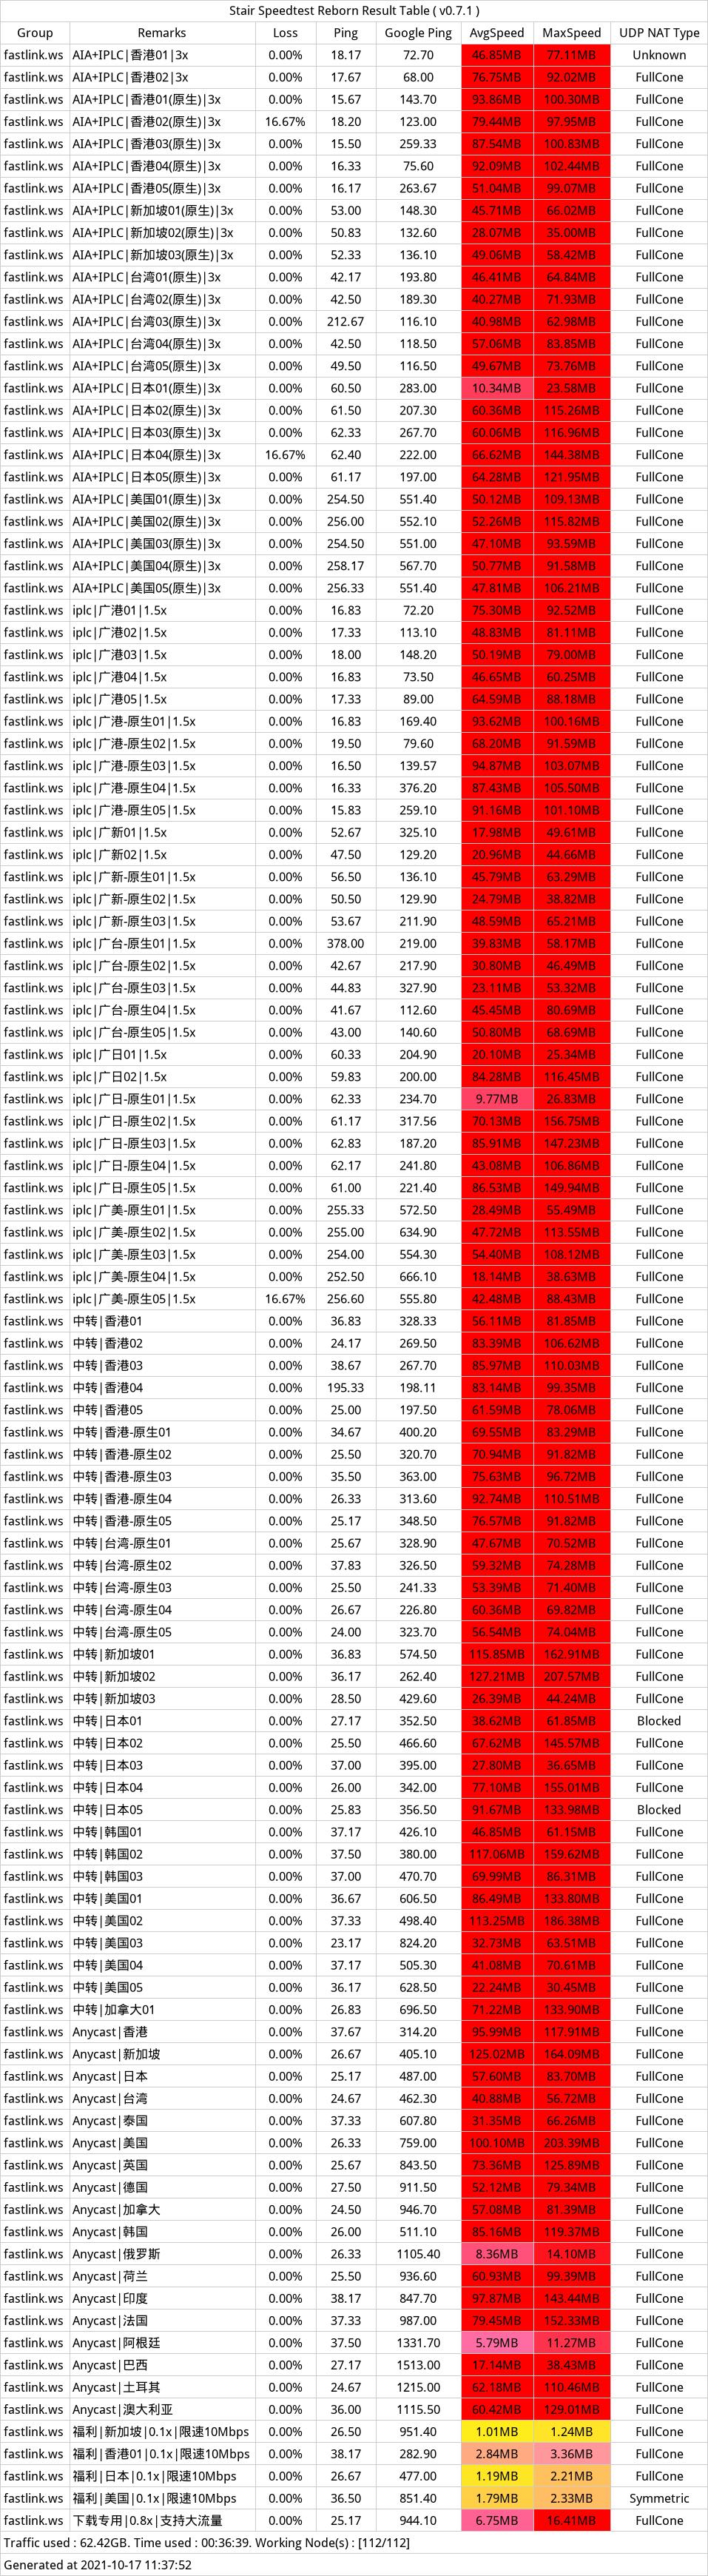 Stair Speedtest Reborn Result Table ( v0.7.1 )
Group Remarks Loss Ping Google Ping AvgSpeed MaxSpeed UDP NAT Type
fastlink.ws AIA+IPLC|香港01|3x 0.00% 18.17 72.70 46.85MB 77.11MB Unknown
fastlink.ws AIA+IPLC|香港02|3x 0.00% 17.67 68.00 76.75MB 92.02MB FullCone
fastlink.ws AIA+IPLC|香港01(原生)|3x 0.00% 15.67 143.70 93.86MB 100.30MB FullCone
fastlink.ws AIA+IPLC|香港02(原生)|3x 16.67% 18.20 123.00 79.44MB 97.95MB FullCone
fastlink.ws AIA+IPLC|香港03(原生)|3x 0.00% 15.50 259.33 87.54MB 100.83MB FullCone
fastlink.ws AIA+IPLC|香港04(原生)|3x 0.00% 16.33 75.60 92.09MB 102.44MB FullCone
fastlink.ws AIA+IPLC|香港05(原生)|3x 0.00% 16.17 263.67 51.04MB 99.07MB FullCone
fastlink.ws AIA+IPLC|新加坡01(原生)|3x 0.00% 53.00 148.30 45.71MB 66.02MB FullCone
fastlink.ws AIA+IPLC|新加坡02(原生)|3x 0.00% 50.83 132.60 28.07MB 35.00MB FullCone
fastlink.ws AIA+IPLC|新加坡03(原生)|3x 0.00% 52.33 136.10 49.06MB 58.42MB FullCone
fastlink.ws AIA+IPLC|台湾01(原生)|3x 0.00% 42.17 193.80 46.41MB 64.84MB FullCone
fastlink.ws AIA+IPLC|台湾02(原生)|3x 0.00% 42.50 189.30 40.27MB 71.93MB FullCone
fastlink.ws AIA+IPLC|台湾03(原生)|3x 0.00% 212.67 116.10 40.98MB 62.98MB FullCone
fastlink.ws AIA+IPLC|台湾04(原生)|3x 0.00% 42.50 118.50 57.06MB 83.85MB FullCone
fastlink.ws AIA+IPLC|台湾05(原生)|3x 0.00% 49.50 116.50 49.67MB 73.76MB FullCone
fastlink.ws AIA+IPLC|日本01(原生)|3x 0.00% 60.50 283.00 10.34MB 23.58MB FullCone
fastlink.ws AIA+IPLC|日本02(原生)|3x 0.00% 61.50 207.30 60.36MB 115.26MB FullCone
fastlink.ws AIA+IPLC|日本03(原生)|3x 0.00% 62.33 267.70 60.06MB 116.96MB FullCone
fastlink.ws AIA+IPLC|日本04(原生)|3x 16.67% 62.40 222.00 66.62MB 144.38MB FullCone
fastlink.ws AIA+IPLC|日本05(原生)|3x 0.00% 61.17 197.00 64.28MB 121.95MB FullCone
fastlink.ws AIA+IPLC|美国01(原生)|3x 0.00% 254.50 551.40 50.12MB 109.13MB FullCone
fastlink.ws AIA+IPLC|美国02(原生)|3x 0.00% 256.00 552.10 52.26MB 115.82MB FullCone
fastlink.ws AIA+IPLC|美国03(原生)|3x 0.00% 254.50 551.00 47.10MB 93.59MB FullCone
fastlink.ws AIA+IPLC|美国04(原生)|3x 0.00% 258.17 567.70 50.77MB 91.58MB FullCone
fastlink.ws AIA+IPLC|美国05(原生)|3x 0.00% 256.33 551.40 47.81MB 106.21MB FullCone
fastlink.ws iplc|广港01|1.5x 0.00% 16.83 72.20 75.30MB 92.52MB FullCone
fastlink.ws iplc|广港02|1.5x 0.00% 17.33 113.10 48.83MB 81.11MB FullCone
fastlink.ws iplc|广港03|1.5x 0.00% 18.00 148.20 50.19MB 79.00MB FullCone
fastlink.ws iplc|广港04|1.5x 0.00% 16.83 73.50 46.65MB 60.25MB FullCone
fastlink.ws iplc|广港05|1.5x 0.00% 17.33 89.00 64.59MB 88.18MB FullCone
fastlink.ws iplc|广港-原生01|1.5x 0.00% 16.83 169.40 93.62MB 100.16MB FullCone
fastlink.ws iplc|广港-原生02|1.5x 0.00% 19.50 79.60 68.20MB 91.59MB FullCone
fastlink.ws iplc|广港-原生03|1.5x 0.00% 16.50 139.57 94.87MB 103.07MB FullCone
fastlink.ws iplc|广港-原生04|1.5x 0.00% 16.33 376.20 87.43MB 105.50MB FullCone
fastlink.ws iplc|广港-原生05|1.5x 0.00% 15.83 259.10 91.16MB 101.10MB FullCone
fastlink.ws iplc|广新01|1.5x 0.00% 52.67 325.10 17.98MB 49.61MB FullCone
fastlink.ws iplc|广新02|1.5x 0.00% 47.50 129.20 20.96MB 44.66MB FullCone
fastlink.ws iplc|广新-原生01|1.5x 0.00% 56.50 136.10 45.79MB 63.29MB FullCone
fastlink.ws iplc|广新-原生02|1.5x 0.00% 50.50 129.90 24.79MB 38.82MB FullCone
fastlink.ws iplc|广新-原生03|1.5x 0.00% 53.67 211.90 48.59MB 65.21MB FullCone
fastlink.ws iplc|广台-原生01|1.5x 0.00% 378.00 219.00 39.83MB 58.17MB FullCone
fastlink.ws iplc|广台-原生02|1.5x 0.00% 42.67 217.90 30.80MB 46.49MB FullCone
fastlink.ws iplc|广台-原生03|1.5x 0.00% 44.83 327.90 23.11MB 53.32MB FullCone
fastlink.ws iplc|广台-原生04|1.5x 0.00% 41.67 112.60 45.45MB 80.69MB FullCone
fastlink.ws iplc|广台-原生05|1.5x 0.00% 43.00 140.60 50.80MB 68.69MB FullCone
fastlink.ws iplc|广日01|1.5x 0.00% 60.33 204.90 20.10MB 25.34MB FullCone
fastlink.ws iplc|广日02|1.5x 0.00% 59.83 200.00 84.28MB 116.45MB FullCone
fastlink.ws iplc|广日-原生01|1.5x 0.00% 62.33 234.70 9.77MB 26.83MB FullCone
fastlink.ws iplc|广日-原生02|1.5x 0.00% 61.17 317.56 70.13MB 156.75MB FullCone
fastlink.ws iplc|广日-原生03|1.5x 0.00% 62.83 187.20 85.91MB 147.23MB FullCone
fastlink.ws iplc|广日-原生04|1.5x 0.00% 62.17 241.80 43.08MB 106.86MB FullCone
fastlink.ws iplc|广日-原生05|1.5x 0.00% 61.00 221.40 86.53MB 149.94MB FullCone
fastlink.ws iplc|广美-原生01|1.5x 0.00% 255.33 572.50 28.49MB 55.49MB FullCone
fastlink.ws iplc|广美-原生02|1.5x 0.00% 255.00 634.90 47.72MB 113.55MB FullCone
fastlink.ws iplc|广美-原生03|1.5x 0.00% 254.00 554.30 54.40MB 108.12MB FullCone
fastlink.ws iplc|广美-原生04|1.5x 0.00% 252.50 666.10 18.14MB 38.63MB FullCone
fastlink.ws iplc|广美-原生05|1.5x 16.67% 256.60 555.80 42.48MB 88.43MB FullCone
fastlink.ws 中转|香港01 0.00% 36.83 328.33 56.11MB 81.85MB FullCone
fastlink.ws 中转|香港02 0.00% 24.17 269.50 83.39MB 106.62MB FullCone
fastlink.ws 中转|香港03 0.00% 38.67 267.70 85.97MB 110.03MB FullCone
fastlink.ws 中转|香港04 0.00% 195.33 198.11 83.14MB 99.35MB FullCone
fastlink.ws 中转|香港05 0.00% 25.00 197.50 61.59MB 78.06MB FullCone
fastlink.ws 中转|香港-原生01 0.00% 34.67 400.20 69.55MB 83.29MB FullCone
fastlink.ws 中转|香港-原生02 0.00% 25.50 320.70 70.94MB 91.82MB FullCone
fastlink.ws 中转|香港-原生03 0.00% 35.50 363.00 75.63MB 96.72MB FullCone
fastlink.ws 中转|香港-原生04 0.00% 26.33 313.60 92.74MB 110.51MB FullCone
fastlink.ws 中转|香港-原生05 0.00% 25.17 348.50 76.57MB 91.82MB FullCone
fastlink.ws 中转|台湾-原生01 0.00% 25.67 328.90 47.67MB 70.52MB FullCone
fastlink.ws 中转|台湾-原生02 0.00% 37.83 326.50 59.32MB 74.28MB FullCone
fastlink.ws 中转|台湾-原生03 0.00% 25.50 241.33 53.39MB 71.40MB FullCone
fastlink.ws 中转|台湾-原生04 0.00% 26.67 226.80 60.36MB 69.82MB FullCone
fastlink.ws 中转|台湾-原生05 0.00% 24.00 323.70 56.54MB 74.04MB FullCone
fastlink.ws 中转|新加坡01 0.00% 36.83 574.50 115.85MB 162.91MB FullCone
fastlink.ws 中转|新加坡02 0.00% 36.17 262.40 127.21MB 207.57MB FullCone
fastlink.ws 中转|新加坡03 0.00% 28.50 429.60 26.39MB 44.24MB FullCone
fastlink.ws 中转|日本01 0.00% 27.17 352.50 38.62MB 61.85MB Blocked
fastlink.ws 中转|日本02 0.00% 25.50 466.60 67.62MB 145.57MB FullCone
fastlink.ws 中转|日本03 0.00% 37.00 395.00 27.80MB 36.65MB FullCone
fastlink.ws 中转|日本04 0.00% 26.00 342.00 77.10MB 155.01MB FullCone
fastlink.ws 中转|日本05 0.00% 25.83 356.50 91.67MB 133.98MB Blocked
fastlink.ws 中转|韩国01 0.00% 37.17 426.10 46.85MB 61.15MB FullCone
fastlink.ws 中转|韩国02 0.00% 37.50 380.00 117.06MB 159.62MB FullCone
fastlink.ws 中转|韩国03 0.00% 37.00 470.70 69.99MB 86.31MB FullCone
fastlink.ws 中转|美国01 0.00% 36.67 606.50 86.49MB 133.80MB FullCone
fastlink.ws 中转|美国02 0.00% 37.33 498.40 113.25MB 186.38MB FullCone
fastlink.ws 中转|美国03 0.00% 23.17 824.20 32.73MB 63.51MB FullCone
fastlink.ws 中转|美国04 0.00% 37.17 505.30 41.08MB 70.61MB FullCone
fastlink.ws 中转|美国05 0.00% 36.17 628.50 22.24MB 30.45MB FullCone
fastlink.ws 中转|加拿大01 0.00% 26.83 696.50 71.22MB 133.90MB FullCone
fastlink.ws Anycast|香港 0.00% 37.67 314.20 95.99MB 117.91MB FullCone
fastlink.ws Anycast|新加坡 0.00% 26.67 405.10 125.02MB 164.09MB FullCone
fastlink.ws Anycast|日本 0.00% 25.17 487.00 57.60MB 83.70MB FullCone
fastlink.ws Anycast|台湾 0.00% 24.67 462.30 40.88MB 56.72MB FullCone
fastlink.ws Anycast|泰国 0.00% 37.33 607.80 31.35MB 66.26MB FullCone
fastlink.ws Anycast|美国 0.00% 26.33 759.00 100.10MB 203.39MB FullCone
fastlink.ws Anycast|英国 0.00% 25.67 843.50 73.36MB 125.89MB FullCone
fastlink.ws Anycast|德国 0.00% 27.50 911.50 52.12MB 79.34MB FullCone
fastlink.ws Anycast|加拿大 0.00% 24.50 946.70 57.08MB 81.39MB FullCone
fastlink.ws Anycast|韩国 0.00% 26.00 511.10 85.16MB 119.37MB FullCone
fastlink.ws Anycast|俄罗斯 0.00% 26.33 1105.40 8.36MB 14.10MB FullCone
fastlink.ws Anycast|荷兰 0.00% 25.50 936.60 60.93MB 99.39MB FullCone
fastlink.ws Anycast|印度 0.00% 38.17 847.70 97.87MB 143.44MB FullCone
fastlink.ws Anycast|法国 0.00% 37.33 987.00 79.45MB 152.33MB FullCone
fastlink.ws Anycast|阿根廷 0.00% 37.50 1331.70 5.79MB 11.27MB FullCone
fastlink.ws Anycast|巴西 0.00% 27.17 1513.00 17.14MB 38.43MB FullCone
fastlink.ws Anycast|土耳其 0.00% 24.67 1215.00 62.18MB 110.46MB FullCone
fastlink.ws Anycast|澳大利亚 0.00% 36.00 1115.50 60.42MB 129.01MB FullCone
fastlink.ws 福利|新加坡|0.1x|限速10Mbps 0.00% 26.50 951.40 1.01MB 1.24MB FullCone
fastlink.ws 福利|香港01|0.1x|限速10Mbps 0.00% 38.17 282.90 2.84MB 3.36MB FullCone
fastlink.ws 福利|日本|0.1x|限速10Mbps 0.00% 26.67 477.00 1.19MB 2.21MB FullCone
fastlink.ws 福利|美国|0.1x|限速10Mbps 0.00% 36.50 851.40 1.79MB 2.33MB Symmetric
fastlink.ws 下载专用|0.8x|支持大流量 0.00% 25.17 944.10 6.75MB 16.41MB FullCone
Traffic used : 62.42GB. Time used : 00:36:39. Working Node(s) : [112/112]
Generated at 2021-10-17 11:37:52